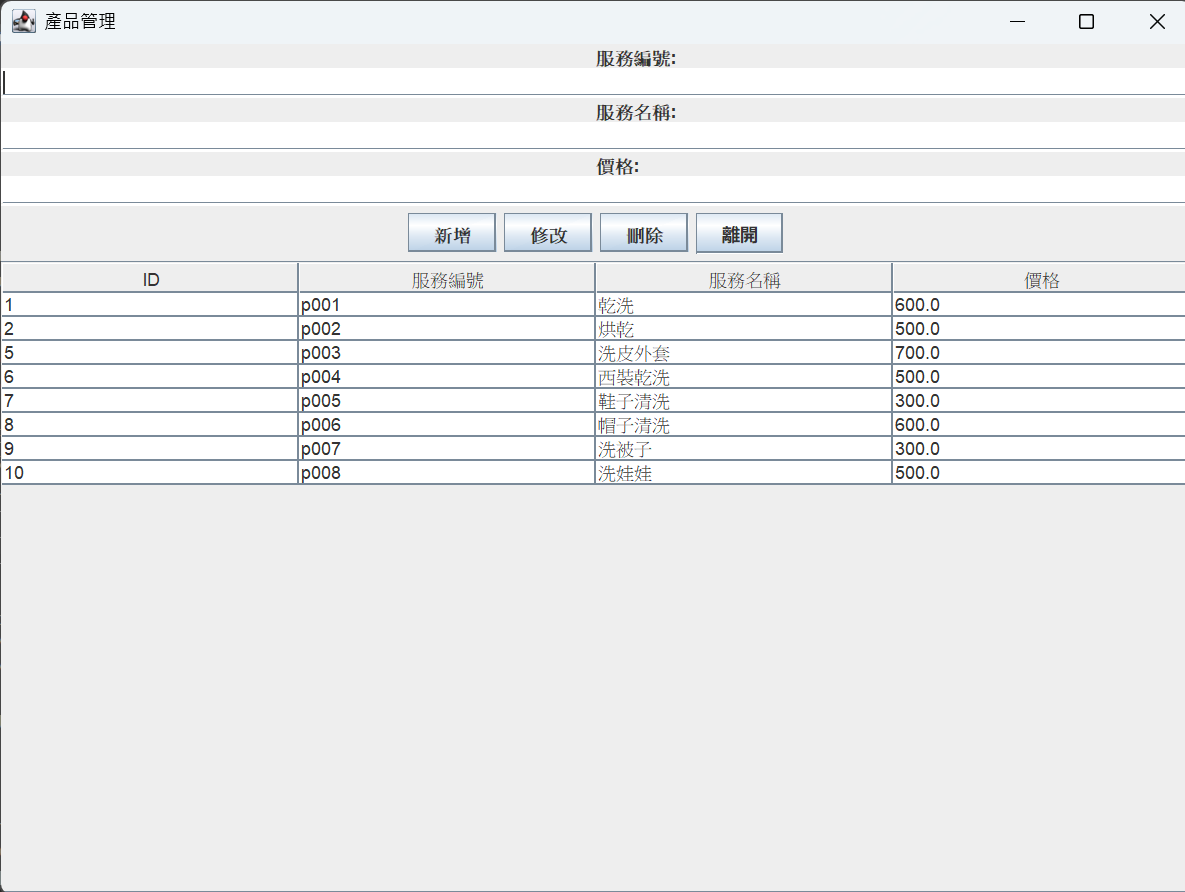 產品管理
服務編號:
服務名稱:
價格:
新增 修改 刪除 離開
ID 服務編號 服務名稱 價格
1 p001 乾洗 600.0
2 p002 烘乾 500.0
5 p003 洗皮外套 700.0
6 p004 西裝乾洗 500.0
7 p005 鞋子清洗 300.0
8 p006 帽子清洗 600.0
9 p007 洗被子 300.0
10 p008 洗娃娃 500.0